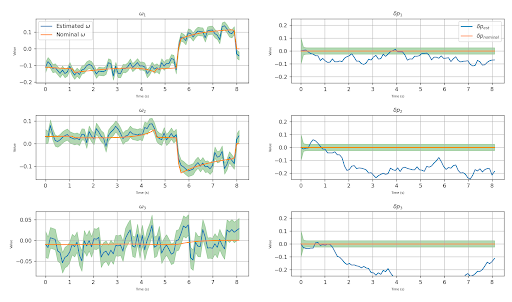 ω₁
δp₁
Estimated ω
Nominal ω
δp_est
δp_nominal
0.1
0.0
−0.1
−0.2
0.2
0.1
0.0
−0.1
−0.2
Value
Value
0 1 2 3 4 5 6 7 8
0 1 2 3 4 5 6 7 8
Time (s)
Time (s)
ω₂
δp₂
0.1
0.0
−0.1
0.2
0.1
0.0
−0.1
−0.2
Value
Value
0 1 2 3 4 5 6 7 8
0 1 2 3 4 5 6 7 8
Time (s)
Time (s)
ω₃
δp₃
0.05
0.00
−0.05
0.2
0.1
0.0
−0.1
−0.2
Value
Value
0 1 2 3 4 5 6 7 8
0 1 2 3 4 5 6 7 8
Time (s)
Time (s)